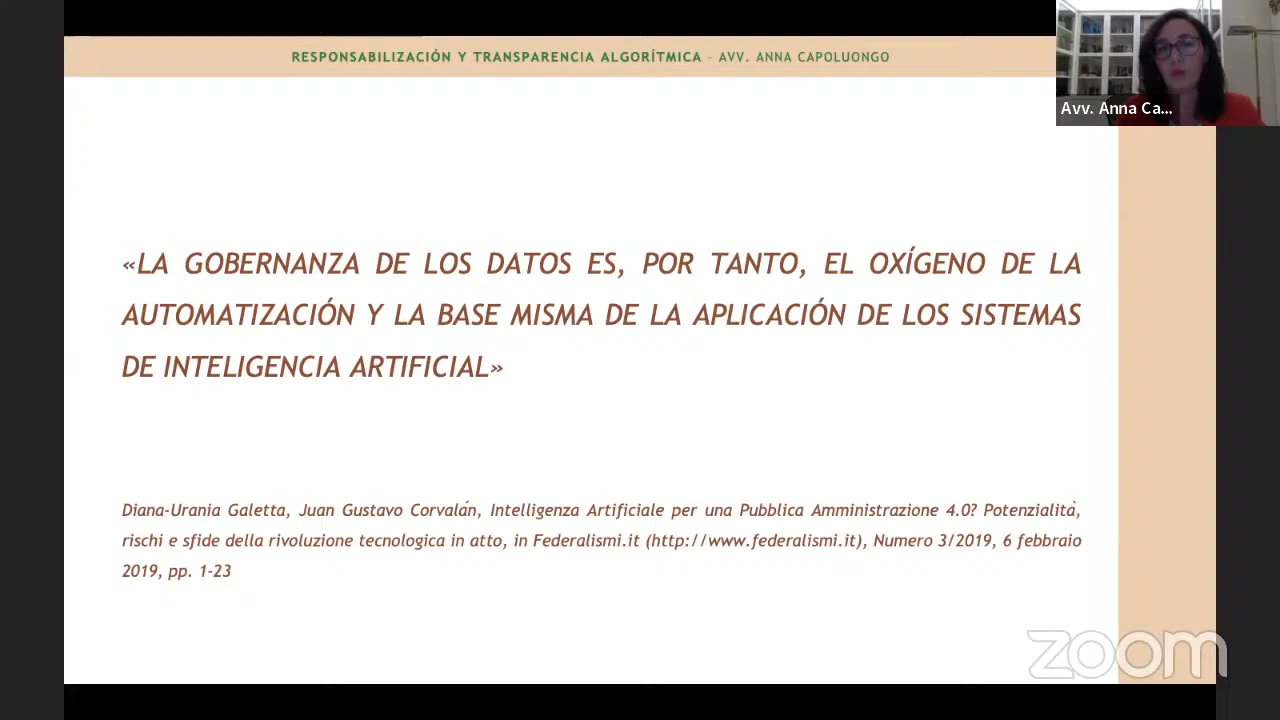 RESPONSABILIZACIÓN Y TRANSPARENCIA ALGORÍTMICA – AVV. ANNA CAPOLUONGO
Avv. Anna Ca...
«LA GOBERNANZA DE LOS DATOS ES, POR TANTO, EL OXÍGENO DE LA
AUTOMATIZACIÓN Y LA BASE MISMA DE LA APLICACIÓN DE LOS SISTEMAS
DE INTELIGENCIA ARTIFICIAL»
Diana-Urania Galetta, Juan Gustavo Corvalán, Intelligenza Artificiale per una Pubblica Amministrazione 4.0? Potenzialità,
rischi e sfide della rivoluzione tecnologica in atto, in Federalismi.it (http://www.federalismi.it), Numero 3/2019, 6 febbraio
2019, pp. 1-23
zoom